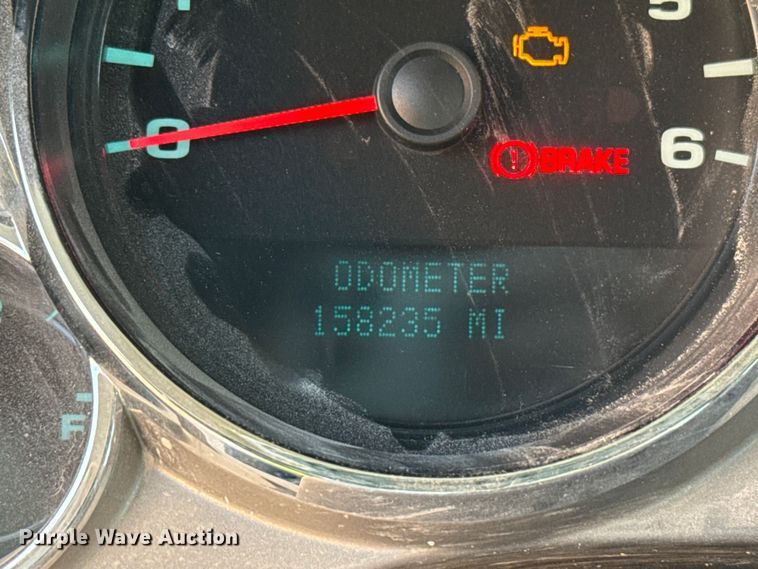 5
0
6
BRAKE
ODOMETER
158235 MI
F
Purple Wave Auction